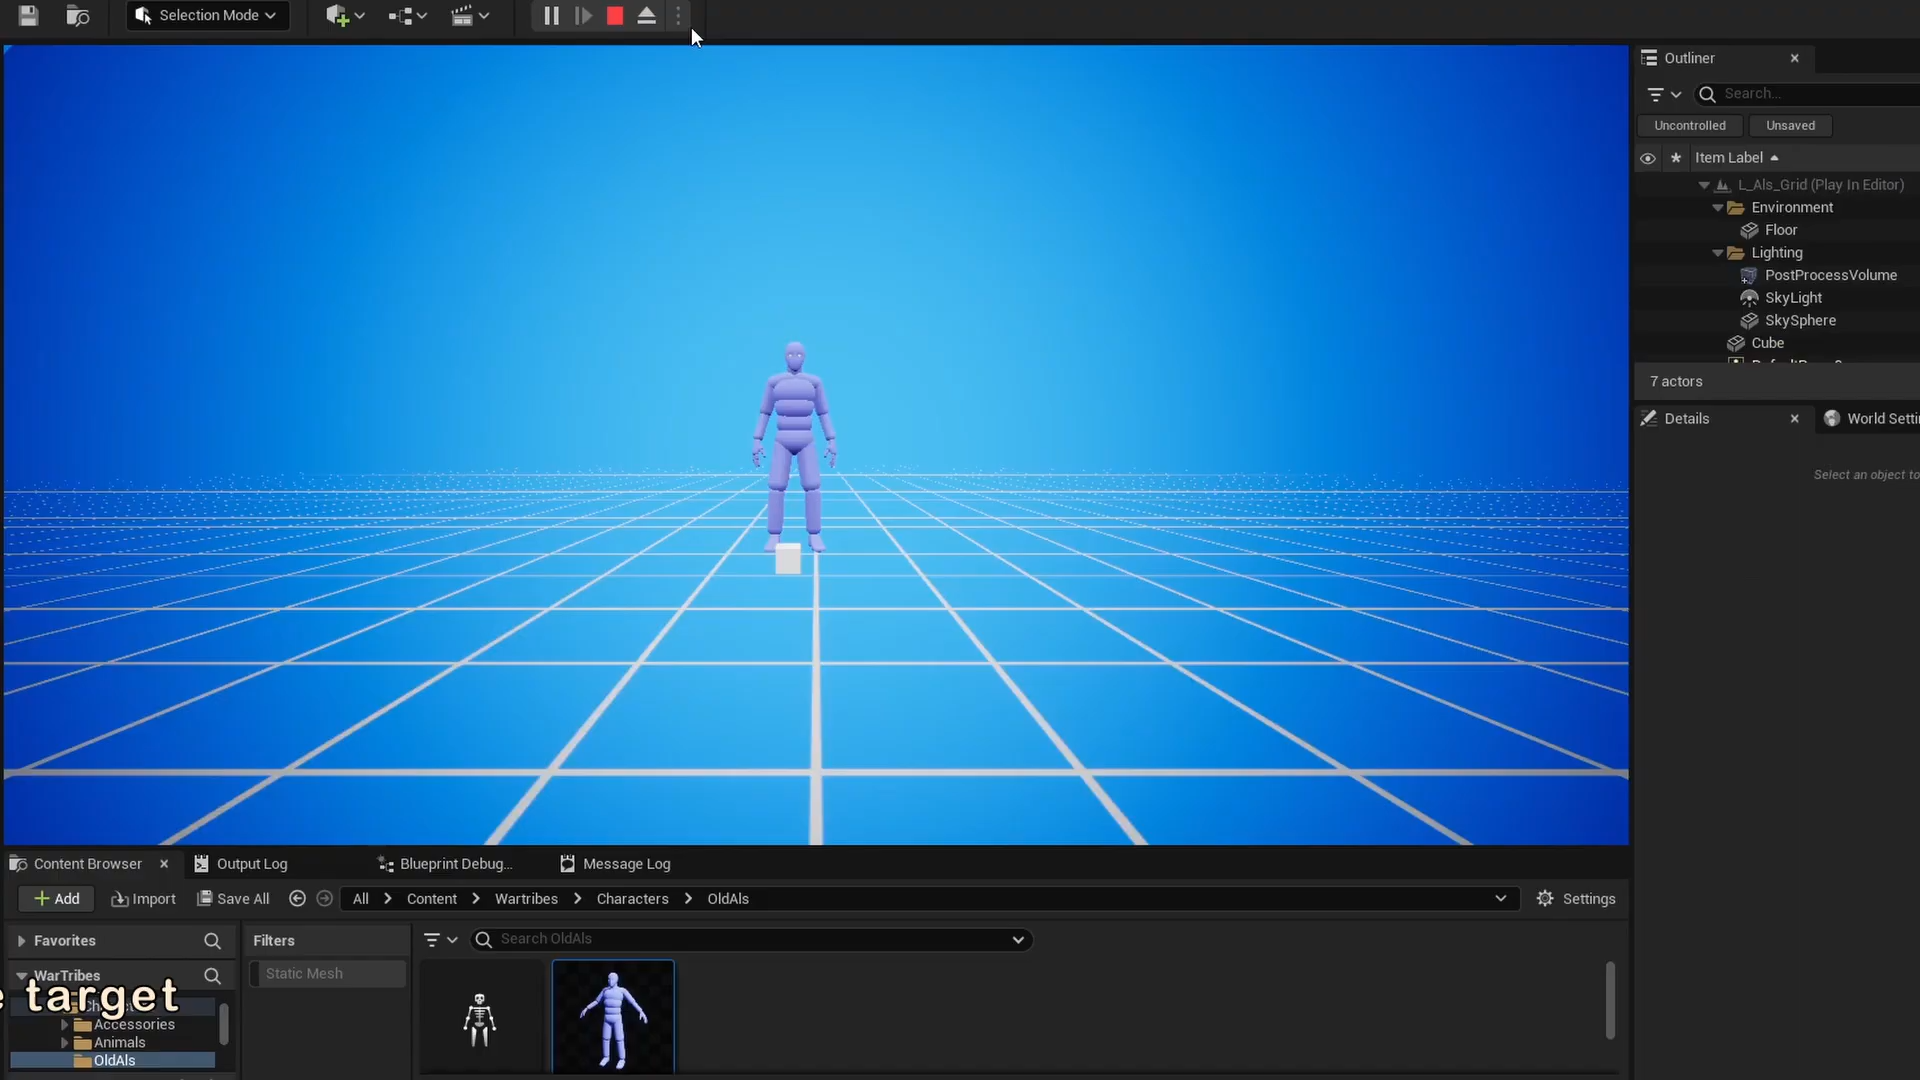 Selection Mode
Outliner
Search...
Uncontrolled
Unsaved
Item Label
L_Als_Grid (Play In Editor)
Environment
Floor
Lighting
PostProcessVolume
SkyLight
SkySphere
Cube
7 actors
Details
World Setti
Select an object to
Content Browser
Output Log
Blueprint Debug...
Message Log
Add
Import
Save All
All > Content > Wartribes > Characters > OldAls
Settings
Favorites
Filters
Search OldAls
WarTribes
Static Mesh
e target
Accessories
Animals
OldAls